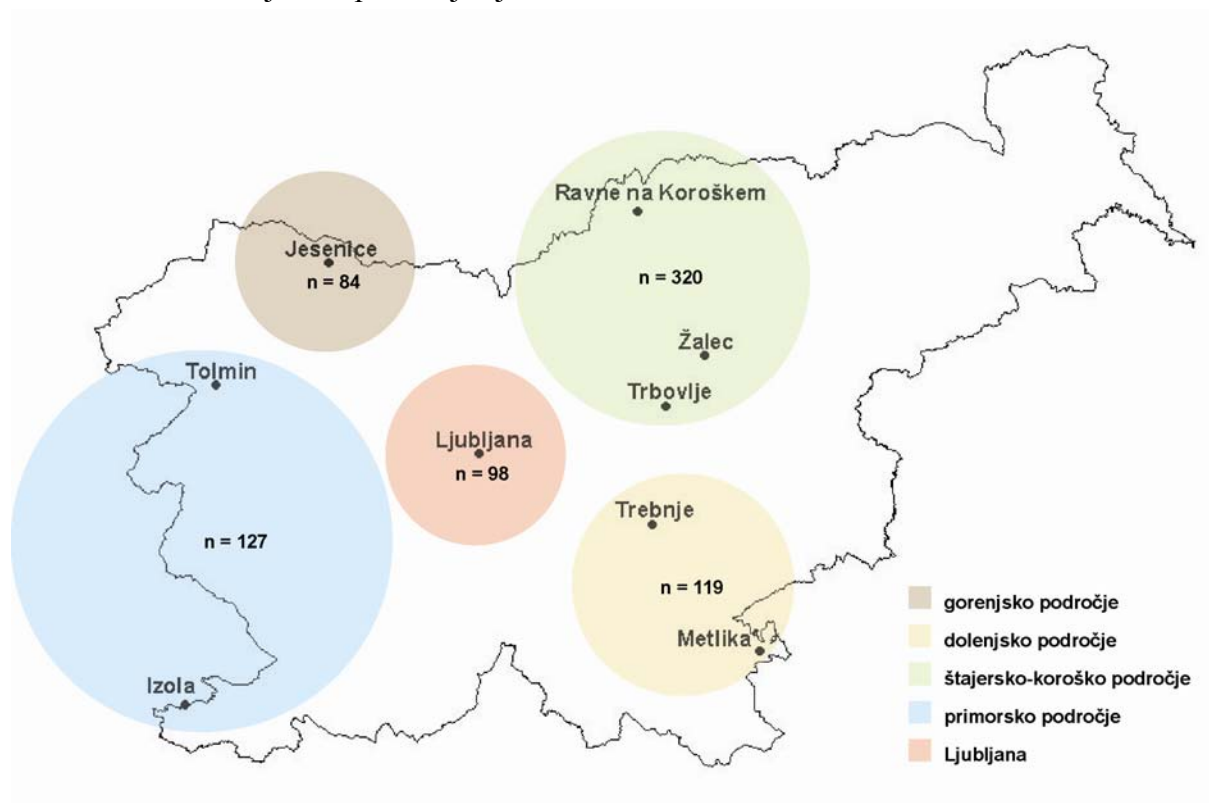 Ravne na Koroškem
Jesenice
n = 84
n = 320
Žalec
Tolmin
Trbovlje
Ljubljana
n = 98
Trebnje
n = 127
n = 119
Metlika
Izola
gorenjsko področje
dolenjsko področje
štajersko-koroško področje
primorsko področje
Ljubljana